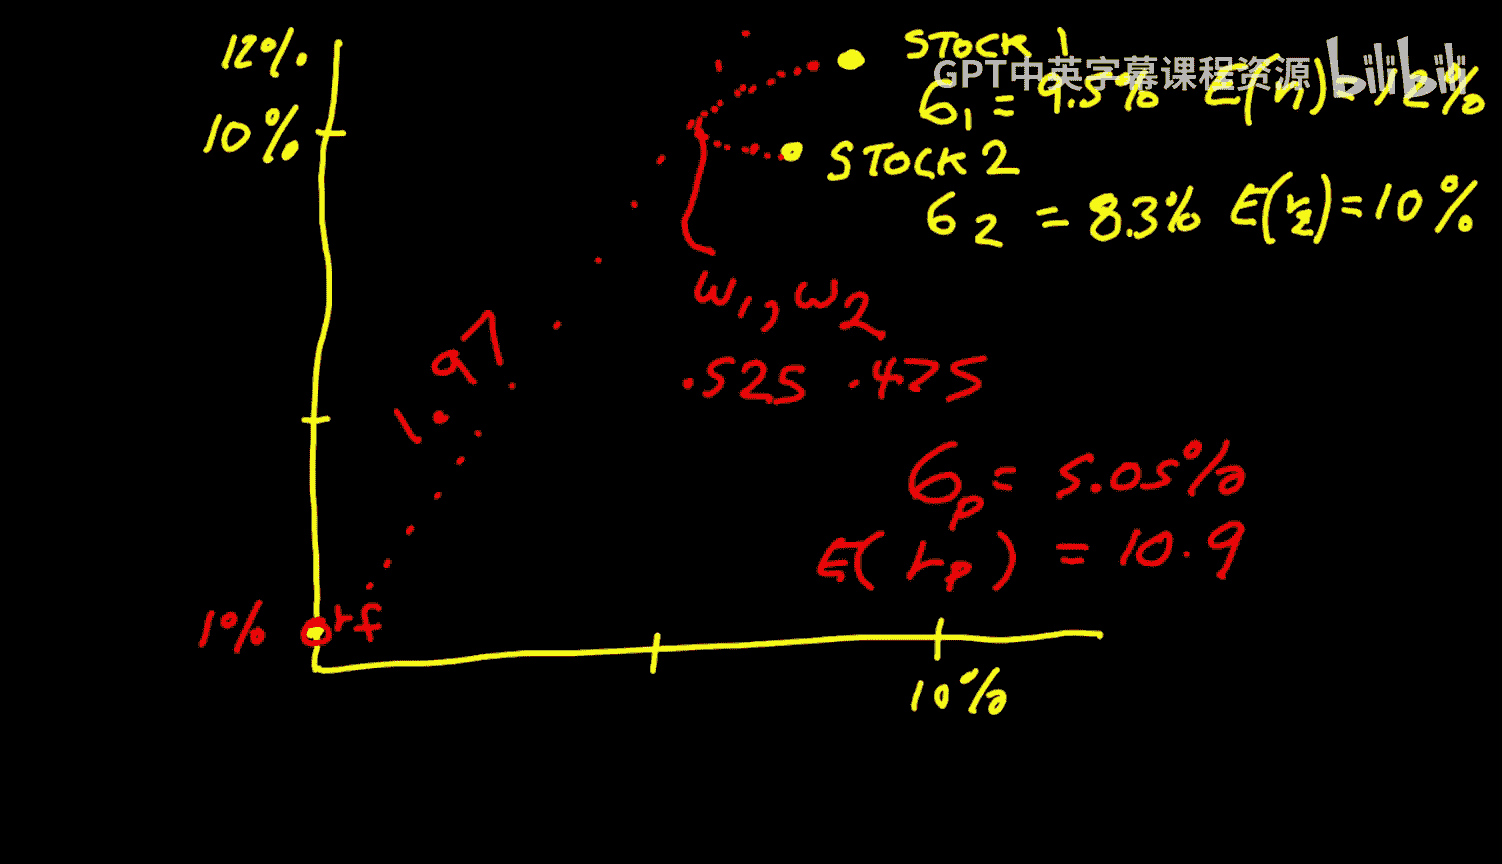 12%
STOCK 1
GPT中英字幕课程资源 bilibili
σ1 = 9.5% E(r1) = 12%
10%
STOCK 2
σ2 = 8.3% E(r2) = 10%
w1, w2
.525 .475
1.97
σp = 5.05%
E(rp) = 10.9
1% rf
10%